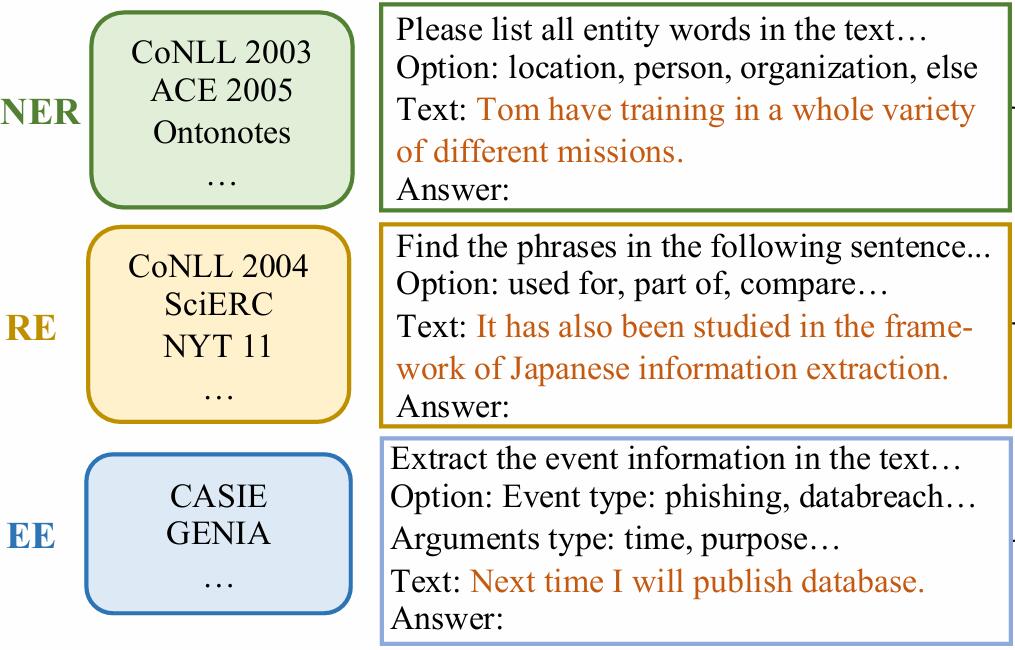 NER
CoNLL 2003
ACE 2005
Ontonotes
…
Please list all entity words in the text…
Option: location, person, organization, else
Text: Tom have training in a whole variety
of different missions.
Answer:
RE
CoNLL 2004
SciERC
NYT 11
…
Find the phrases in the following sentence...
Option: used for, part of, compare…
Text: It has also been studied in the frame-
work of Japanese information extraction.
Answer:
EE
CASIE
GENIA
…
Extract the event information in the text…
Option: Event type: phishing, databreach…
Arguments type: time, purpose…
Text: Next time I will publish database.
Answer: